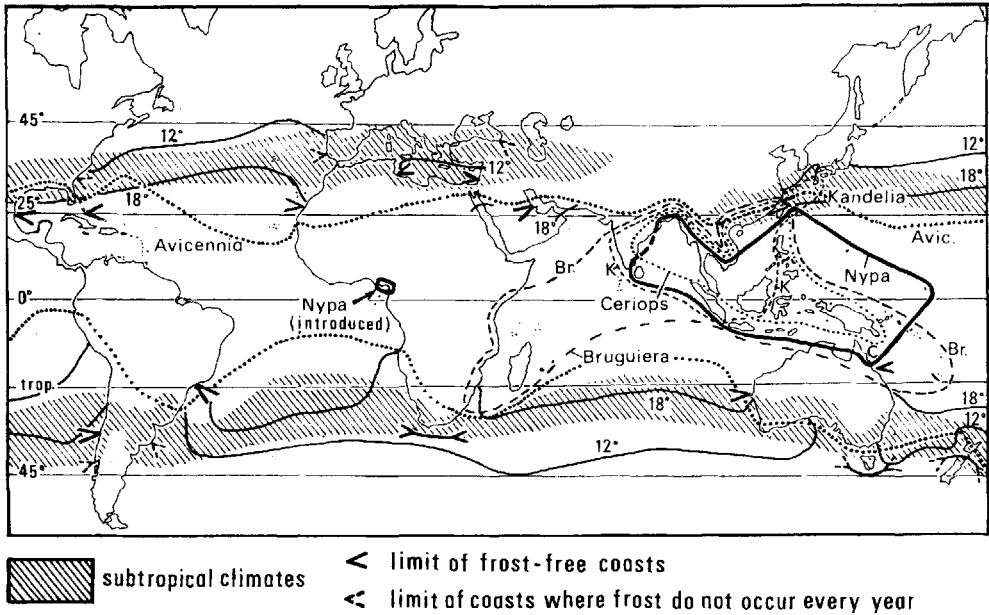 45°
12°
12°
12°
18°
25°
18°
18°
Kandelia
Avicennia
Avic.
Br.
K
Nypa
Ceriops
K
0°
Nypa
(introduced)
Bruguiera
C
Br.
trop.
18°
18°
12°
12°
45°
subtropical climates
< limit of frost-free coasts
limit of coasts where frost do not occur every year